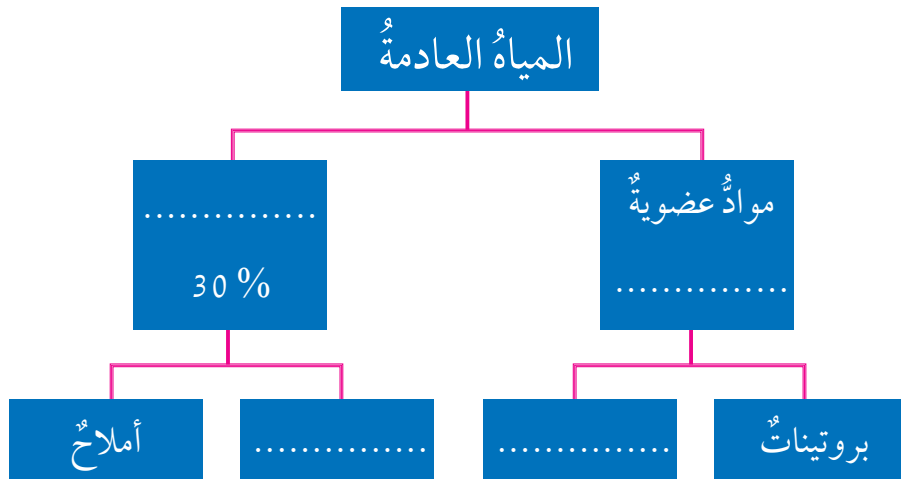 المياهُ العادمةُ
موادُّ عضويةٌ
...............
...............
30 %
بروتيناتٌ
...............
...............
أملاحٌ